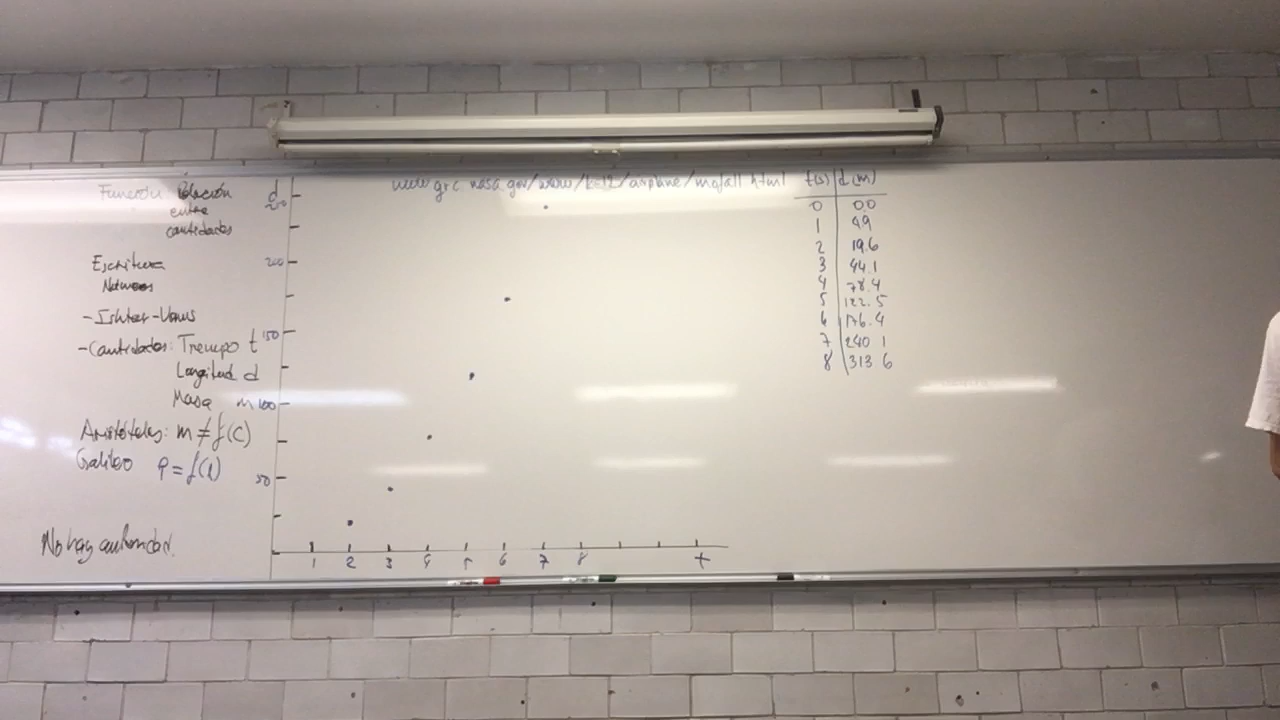 Función Relación
entre
cantidades
Escritura
Números
- Ishtar - Venus
- Cantidades: Tiempo t
Longitud d
Masa m
Aristóteles: m ≠ f(C)
Galileo
No hay autoridad.
d
250
200
150
100
50
1 2 3 4 5 6 7 8 t
www grc nasa gov/www/k-12/airplane/mofall html
t(s) d(m)
0 0.0
1 4.9
2 19.6
3 44.1
4 78.4
5 122.5
6 176.4
7 240 1
8 313 6